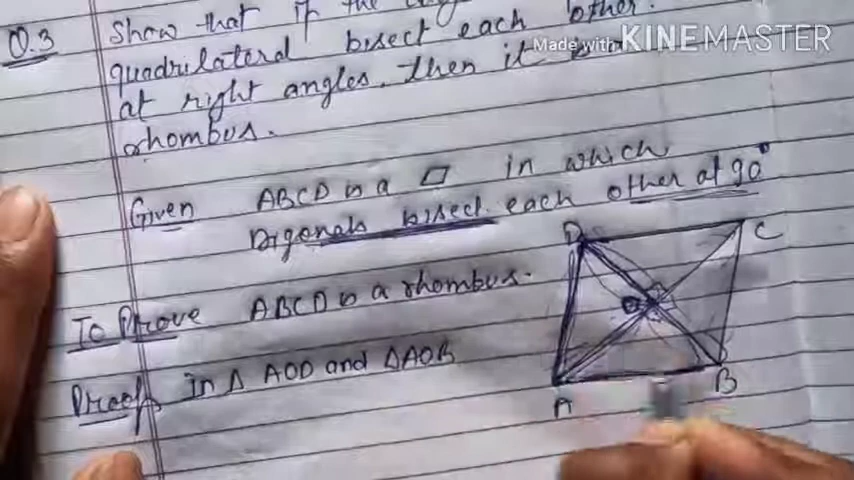 Q.3 Show that if the
quadrilateral bisect each other
at right angles, then it
rhombus.
Made with KINEMASTER
Given ABCD is a ▱ in which
Digonals bisect each other at 90°
To Prove ABCD is a rhombus.
Proof In Δ AOD and ΔAOB
D
C
O
A
B